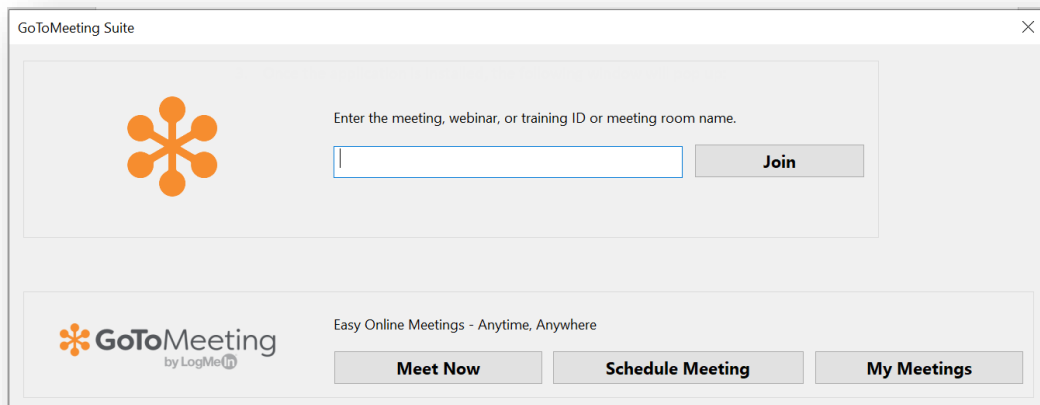 GoToMeeting Suite
Enter the meeting, webinar, or training ID or meeting room name.
Join
GoToMeeting
by LogMeIn
Easy Online Meetings - Anytime, Anywhere
Meet Now
Schedule Meeting
My Meetings